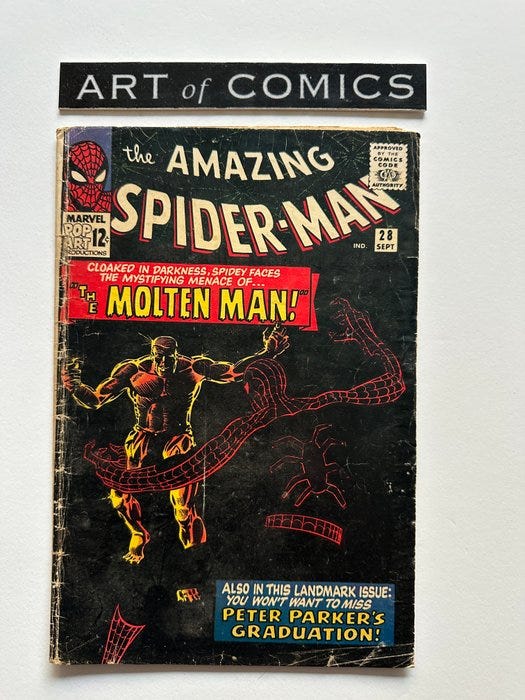 ART of COMICS
the AMAZING
SPIDER-MAN
APPROVED
BY THE
COMICS
CODE
AUTHORITY
MARVEL
POP
ART 12¢
PRODUCTIONS
IND.
28
SEPT
CLOAKED IN DARKNESS, SPIDEY FACES
THE MYSTIFYING MENACE OF...
"THE MOLTEN MAN!"
ALSO IN THIS LANDMARK ISSUE:
YOU WON'T WANT TO MISS
PETER PARKER'S
GRADUATION!